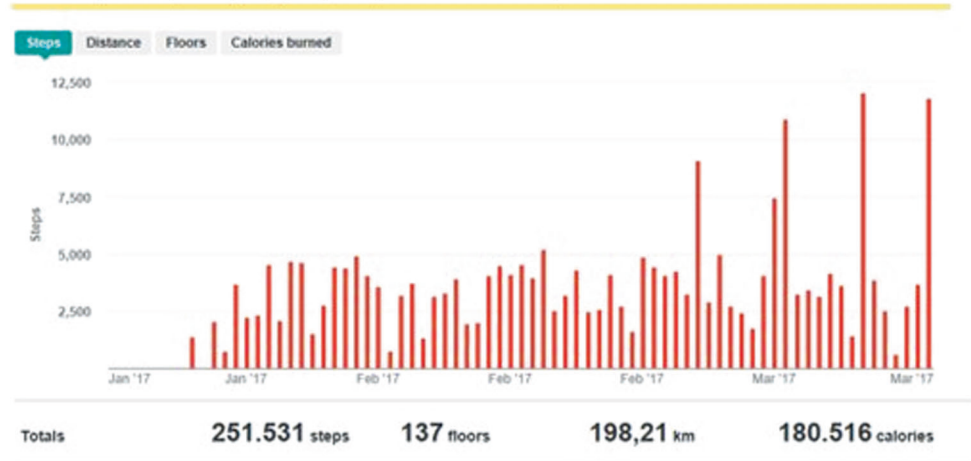 Steps Distance Floors Calories burned
12,500
10,000
7,500
5,000
2,500
Steps
Jan '17 Jan '17 Feb '17 Feb '17 Feb '17 Mar '17 Mar '17
Totals 251.531 steps 137 floors 198,21 km 180.516 calories